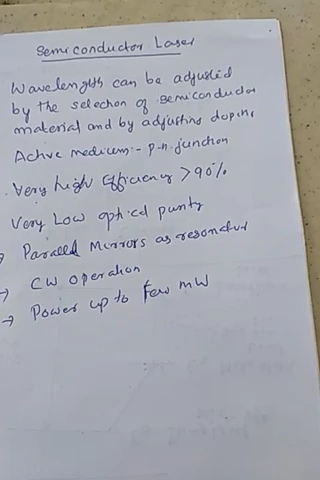 Semiconductor Laser
Wavelength can be adjusted
by the selection of semiconductor
material and by adjusting doping
Active medium:- p-n-junction
Very high Efficiency > 90%
Very Low optical purity
→ Parallel Mirrors as resonator
→ CW operation
→ Power up to Few mW